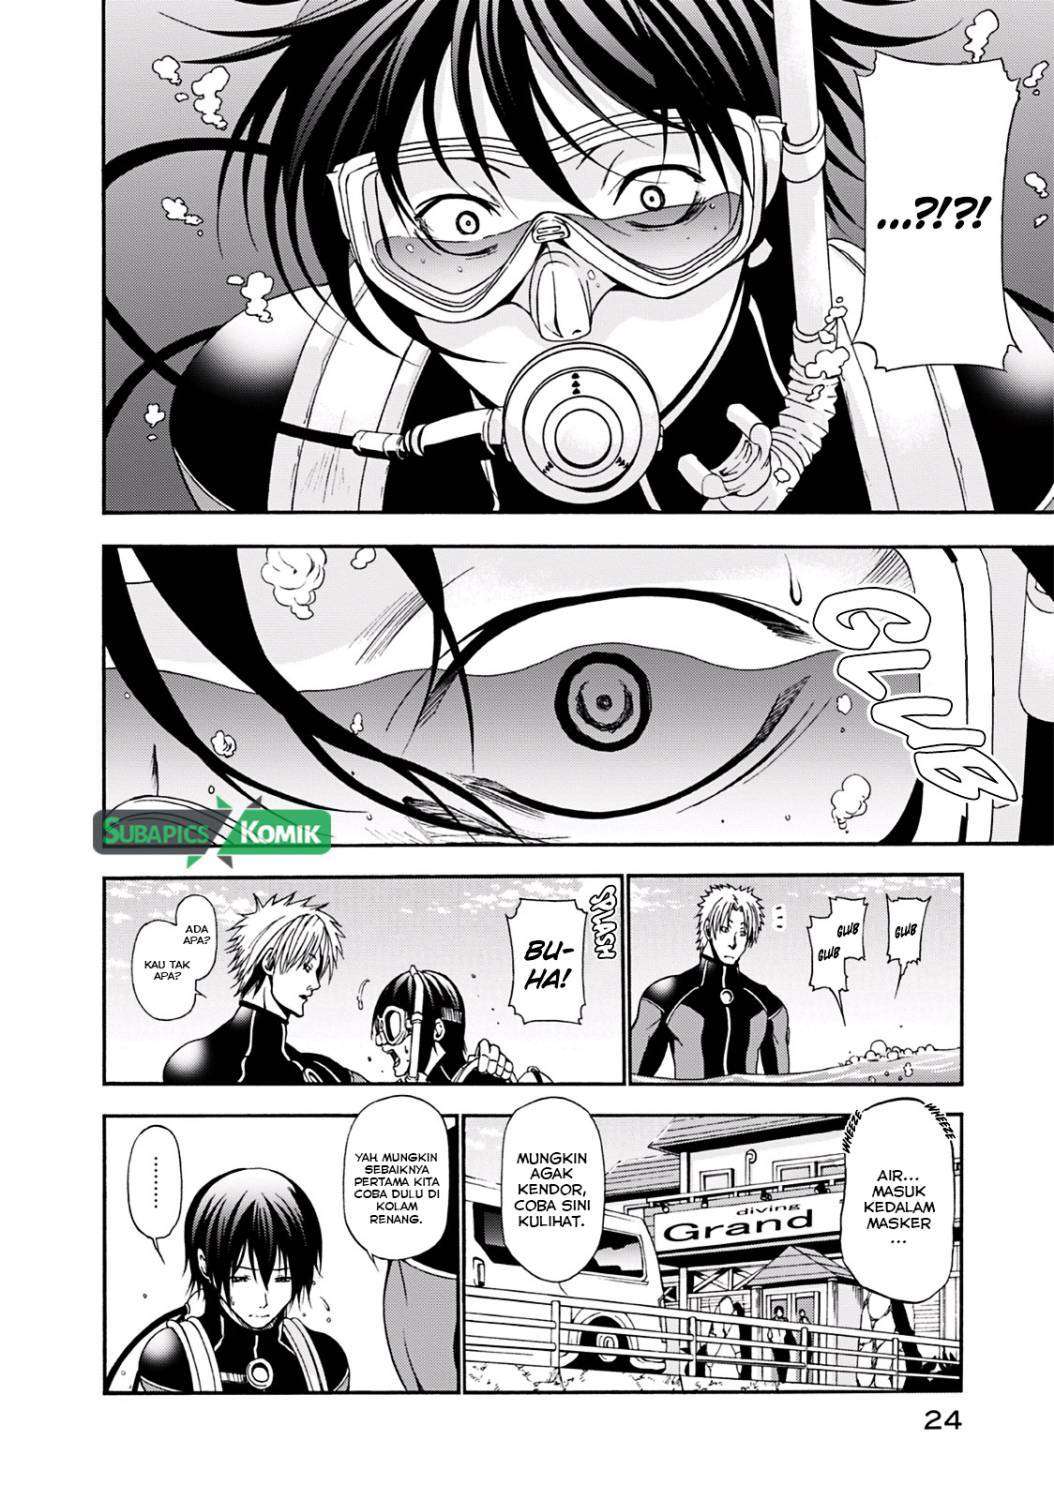 ...?!?!
GLUB
SUBAPICS KOMIK
GLUB
GLUB
GLUB
SPLASH
BU-
HA!
ADA
APA?
KAU TAK
APA?
WHEEZE
WHEEZE
AIR...
MASUK
KEDALAM
MASKER
...
MUNGKIN
AGAK
KENDOR,
COBA SINI
KULIHAT.
diving
Grand
YAH, MUNGKIN
SEBAIKNYA
PERTAMA KITA
COBA DULU DI
KOLAM
RENANG.
.........
24